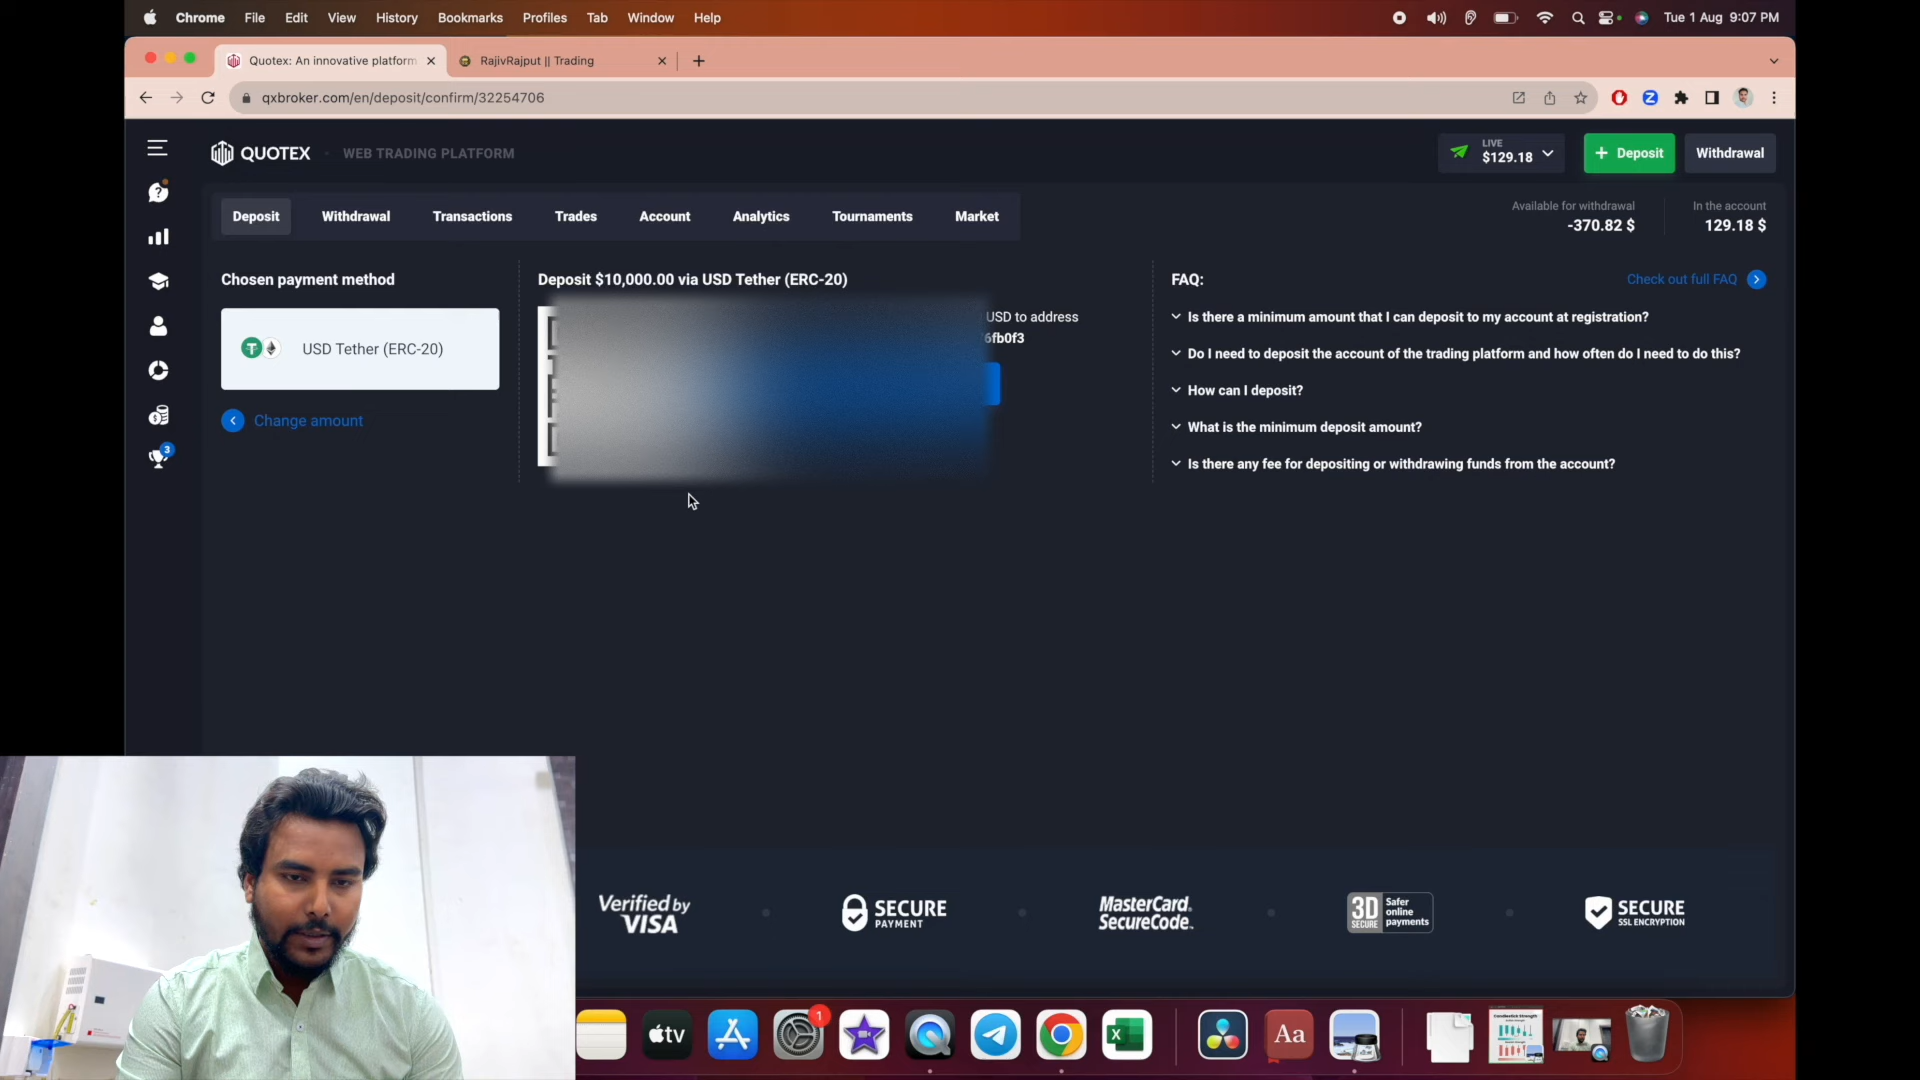 Chrome File Edit View History Bookmarks Profiles Tab Window Help
Tue 1 Aug 9:07 PM
Quotex: An innovative platform
RajivRajput || Trading
qxbroker.com/en/deposit/confirm/32254706
QUOTEX
WEB TRADING PLATFORM
LIVE
$129.18
+ Deposit
Withdrawal
Deposit Withdrawal Transactions Trades Account Analytics Tournaments Market
Available for withdrawal
-370.82 $
In the account
129.18 $
Chosen payment method
USD Tether (ERC-20)
Change amount
Deposit $10,000.00 via USD Tether (ERC-20)
USD to address
6fb0f3
FAQ:
Check out full FAQ
Is there a minimum amount that I can deposit to my account at registration?
Do I need to deposit the account of the trading platform and how often do I need to do this?
How can I deposit?
What is the minimum deposit amount?
Is there any fee for depositing or withdrawing funds from the account?
3
Verified by
VISA
SECURE
PAYMENT
MasterCard.
SecureCode.
3D
SECURE
Safer
online
payments
SECURE
SSL ENCRYPTION
tv
1
Aa
Candlestick Strength